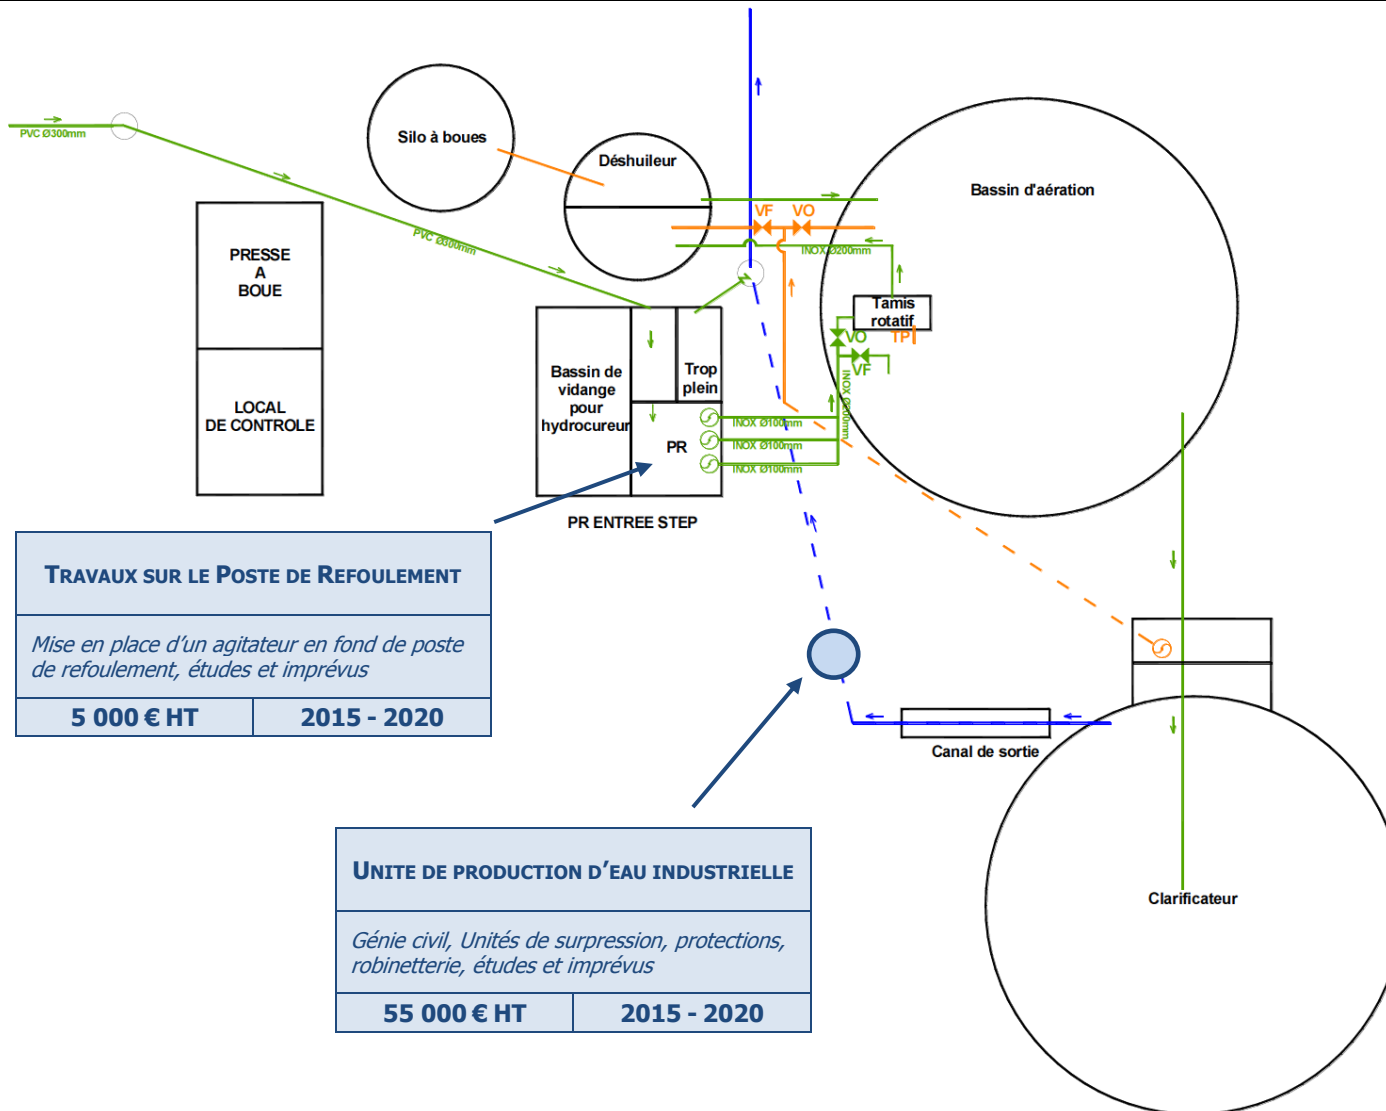 PVC Ø300mm
Silo à boues
Déshuileur
Bassin d'aération
VF
VO
PVC Ø300mm
INOX Ø200mm
PRESSE
A
BOUE
LOCAL
DE CONTROLE
Tamis
rotatif
VO
TP
VF
INOX Ø200mm
Bassin de
vidange
pour
hydrocureur
Trop
plein
PR
INOX Ø100mm
INOX Ø100mm
INOX Ø100mm
PR ENTREE STEP
TRAVAUX SUR LE POSTE DE REFOULEMENT
Mise en place d'un agitateur en fond de poste
de refoulement, études et imprévus
5 000 € HT
2015 - 2020
Canal de sortie
UNITE DE PRODUCTION D'EAU INDUSTRIELLE
Génie civil, Unités de surpression, protections,
robinetterie, études et imprévus
55 000 € HT
2015 - 2020
Clarificateur